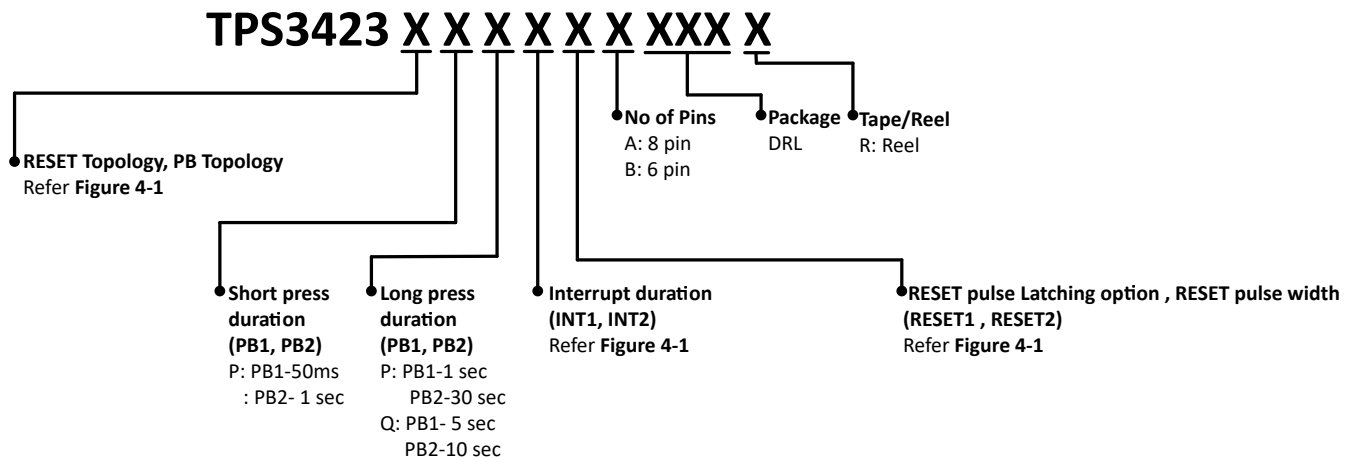 TPS3423 X X X X X X XXX X
No of Pins
A: 8 pin
B: 6 pin
Package
DRL
Tape/Reel
R: Reel
RESET Topology, PB Topology
Refer Figure 4-1
Short press
duration
(PB1, PB2)
P: PB1-50ms
: PB2- 1 sec
Long press
duration
(PB1, PB2)
P: PB1-1 sec
PB2-30 sec
Q: PB1- 5 sec
PB2-10 sec
Interrupt duration
(INT1, INT2)
Refer Figure 4-1
RESET pulse Latching option , RESET pulse width
(RESET1 , RESET2)
Refer Figure 4-1